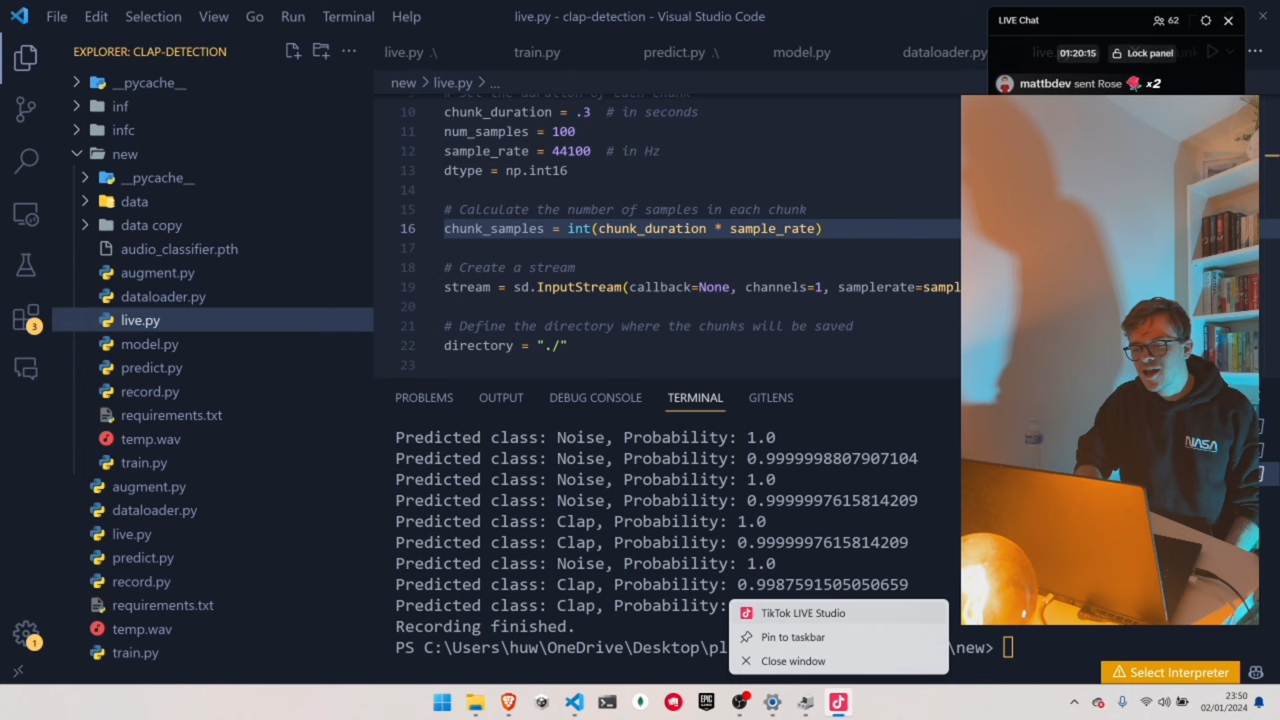 File Edit Selection View Go Run Terminal Help
live.py - clap-detection - Visual Studio Code
LIVE Chat 62
01:20:15 Lock panel
mattbdev sent Rose x2
EXPLORER: CLAP-DETECTION
__pycache__
inf
infc
new
__pycache__
data
data copy
audio_classifier.pth
augment.py
dataloader.py
live.py
model.py
predict.py
record.py
requirements.txt
temp.wav
train.py
augment.py
dataloader.py
live.py
predict.py
record.py
requirements.txt
temp.wav
train.py
3
1
live.py .\ train.py predict.py .\ model.py dataloader.py
new > live.py > ...
10 chunk_duration = .3 # in seconds
11 num_samples = 100
12 sample_rate = 44100 # in Hz
13 dtype = np.int16
14
15 # Calculate the number of samples in each chunk
16 chunk_samples = int(chunk_duration * sample_rate)
17
18 # Create a stream
19 stream = sd.InputStream(callback=None, channels=1, samplerate=sampl
20
21 # Define the directory where the chunks will be saved
22 directory = "./"
23
PROBLEMS OUTPUT DEBUG CONSOLE TERMINAL GITLENS
Predicted class: Noise, Probability: 1.0
Predicted class: Noise, Probability: 0.9999998807907104
Predicted class: Noise, Probability: 1.0
Predicted class: Noise, Probability: 0.9999997615814209
Predicted class: Clap, Probability: 1.0
Predicted class: Clap, Probability: 0.9999997615814209
Predicted class: Noise, Probability: 1.0
Predicted class: Clap, Probability: 0.9987591505050659
Predicted class: Clap, Probability:
Recording finished.
PS C:\Users\huw\OneDrive\Desktop\pl \new>
TikTok LIVE Studio
Pin to taskbar
Close window
NASA
Select Interpreter
EPIC
23:50
02/01/2024